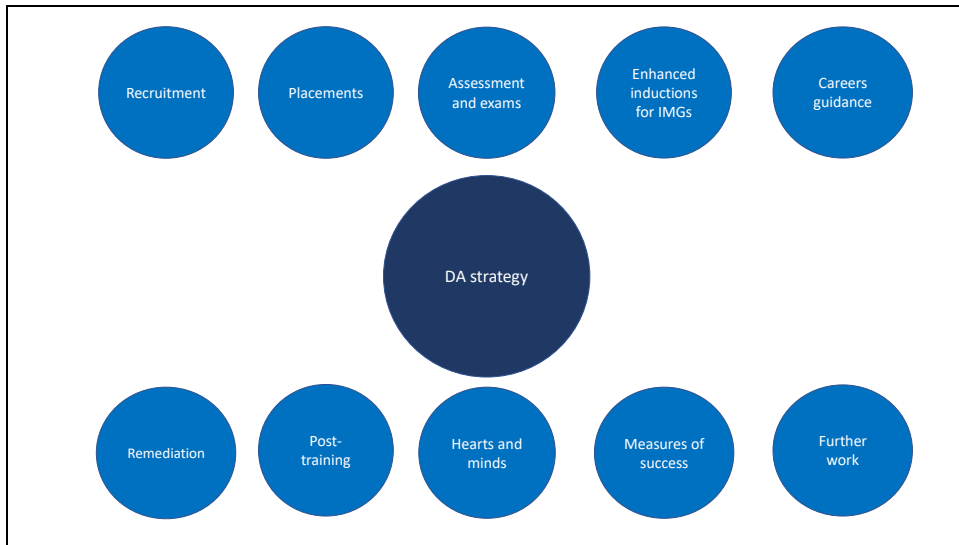 Recruitment
Placements
Assessment
and exams
Enhanced
inductions
for IMGs
Careers
guidance
DA strategy
Remediation
Post-
training
Hearts and
minds
Measures of
success
Further
work